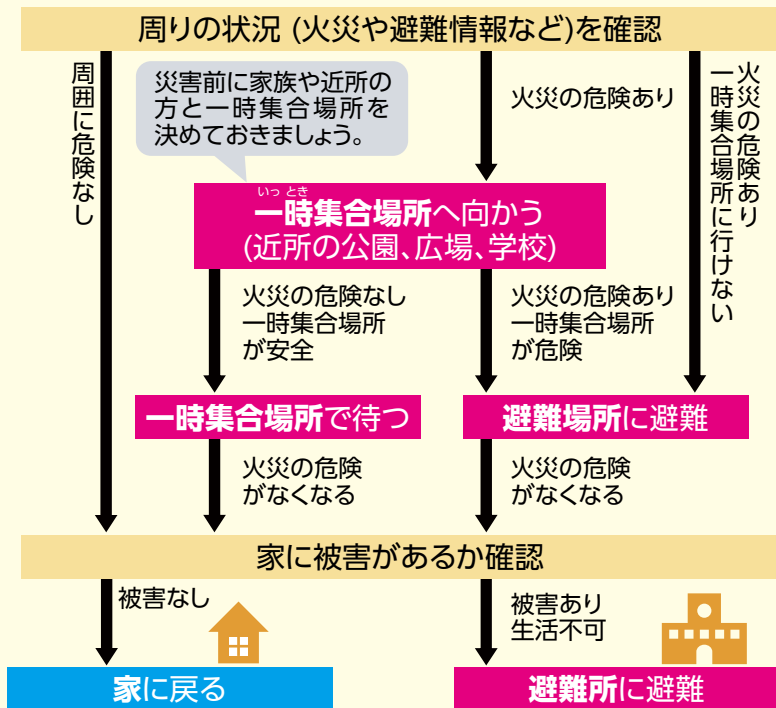 周りの状況 (火災や避難情報など)を確認
周囲に危険なし
災害前に家族や近所の
方と一時集合場所を
決めておきましょう。
火災の危険あり
火災の危険あり
一時集合場所に行けない
いっとき
一時集合場所へ向かう
(近所の公園、広場、学校)
火災の危険なし
一時集合場所
が安全
火災の危険あり
一時集合場所
が危険
一時集合場所で待つ
避難場所に避難
火災の危険
がなくなる
火災の危険
がなくなる
家に被害があるか確認
被害なし
被害あり
生活不可
家に戻る
避難所に避難